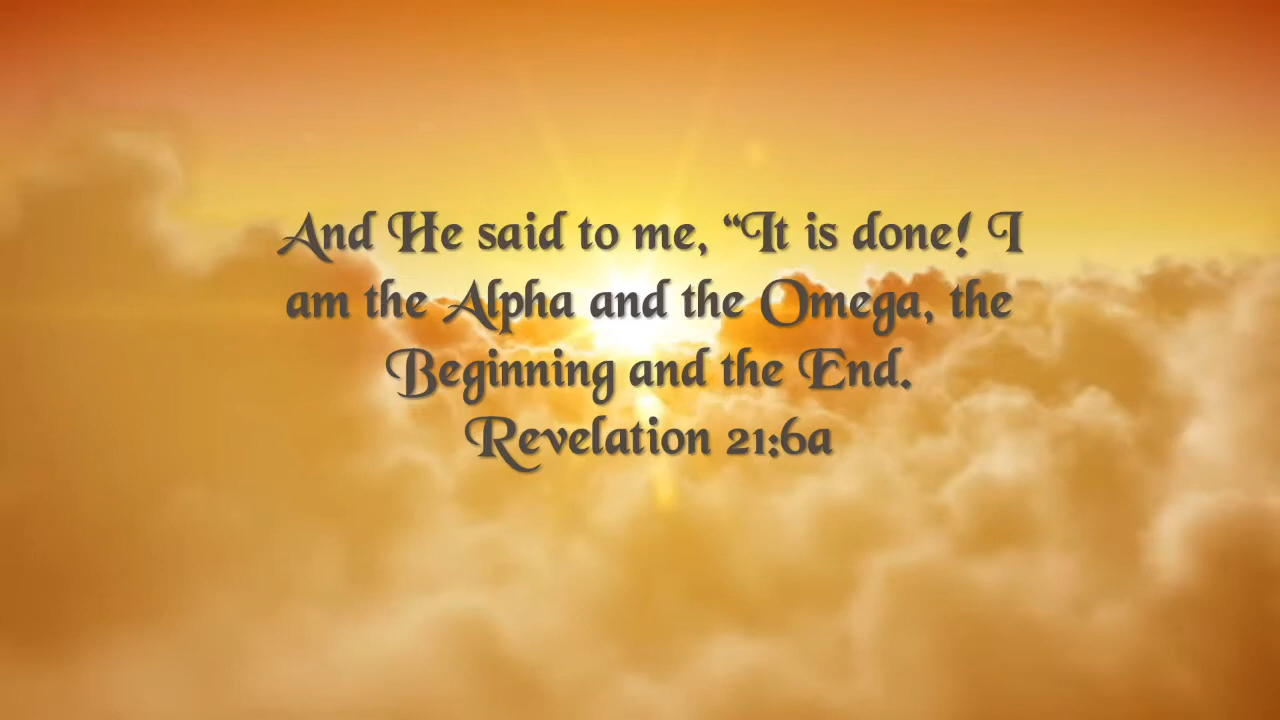 And He said to me, “It is done! I
am the Alpha and the Omega, the
Beginning and the End.
Revelation 21:6a